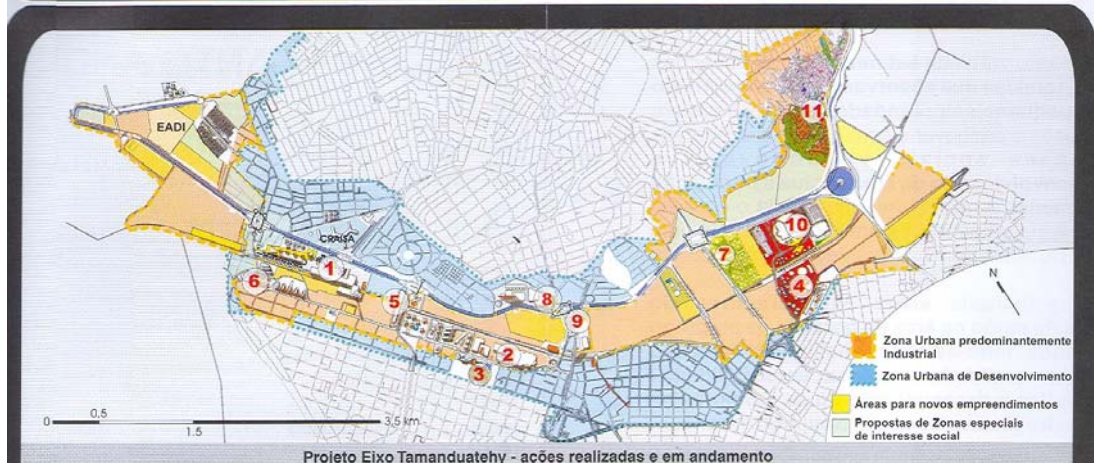 EADI
CRAISA
1
2
3
4
5
6
7
8
9
10
11
N
Zona Urbana predominantemente
Industrial
Zona Urbana de Desenvolvimento
Áreas para novos empreendimentos
Propostas de Zonas especiais
de interesse social
0
0.5
1.5
3,5 km
Projeto Eixo Tamanduatehy - ações realizadas e em andamento